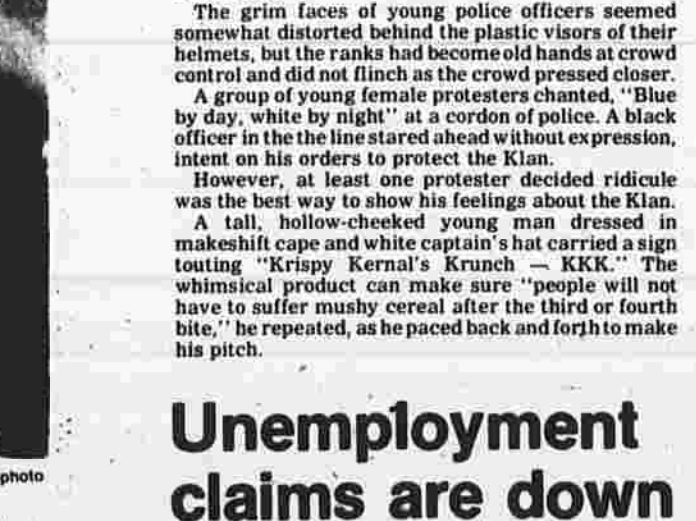 The grim faces of young police officers seemed
somewhat distorted behind the plastic visors of their
helmets, but the ranks had become old hands at crowd
control and did not flinch as the crowd pressed closer.
A group of young female protesters chanted, "Blue
by day, white by night" at a cordon of police. A black
officer in the the line stared ahead without expression,
intent on his orders to protect the Klan.
However, at least one protester decided ridicule
was the best way to show his feelings about the Klan.
A tall, hollow-cheeked young man dressed in
makeshift cape and white captain's hat carried a sign
touting "Krispy Kernal's Krunch — KKK." The
whimsical product can make sure "people will not
have to suffer mushy cereal after the third or fourth
bite," he repeated, as he paced back and forth to make
his pitch.
photo
Unemployment
claims are down